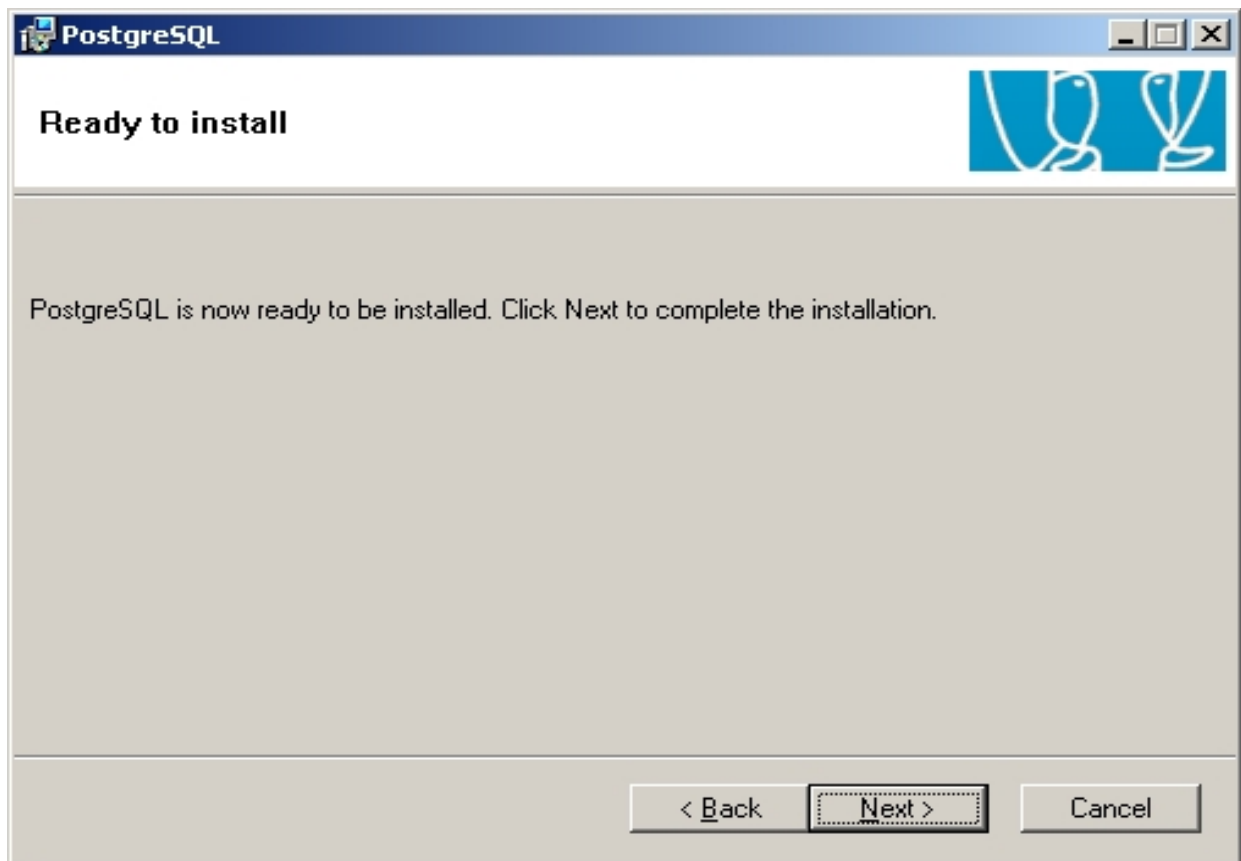 PostgreSQL
Ready to install
PostgreSQL is now ready to be installed. Click Next to complete the installation.
< Back
Next >
Cancel